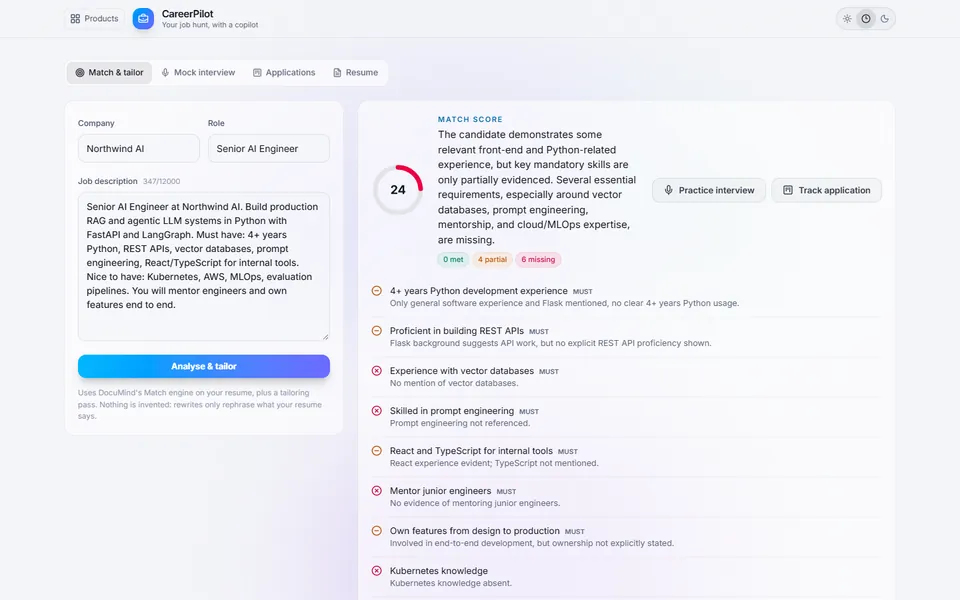 Products
CareerPilot
Your job hunt, with a copilot
Match & tailor
Mock interview
Applications
Resume
Company
Role
Northwind AI
Senior AI Engineer
Job description 347/12000
Senior AI Engineer at Northwind AI. Build production
RAG and agentic LLM systems in Python with
FastAPI and LangGraph. Must have: 4+ years
Python, REST APIs, vector databases, prompt
engineering, React/TypeScript for internal tools.
Nice to have: Kubernetes, AWS, MLOps, evaluation
pipelines. You will mentor engineers and own
features end to end.
Analyse & tailor
Uses DocuMind's Match engine on your resume, plus a tailoring
pass. Nothing is invented: rewrites only rephrase what your resume
says.
24
MATCH SCORE
The candidate demonstrates some
relevant front-end and Python-related
experience, but key mandatory skills are
only partially evidenced. Several essential
requirements, especially around vector
databases, prompt engineering,
mentorship, and cloud/MLOps expertise,
are missing.
0 met
4 partial
6 missing
Practice interview
Track application
4+ years Python development experience MUST
Only general software experience and Flask mentioned, no clear 4+ years Python usage.
Proficient in building REST APIs MUST
Flask background suggests API work, but no explicit REST API proficiency shown.
Experience with vector databases MUST
No mention of vector databases.
Skilled in prompt engineering MUST
Prompt engineering not referenced.
React and TypeScript for internal tools MUST
React experience evident; TypeScript not mentioned.
Mentor junior engineers MUST
No evidence of mentoring junior engineers.
Own features from design to production MUST
Involved in end-to-end development, but ownership not explicitly stated.
Kubernetes knowledge
Kubernetes knowledge absent.